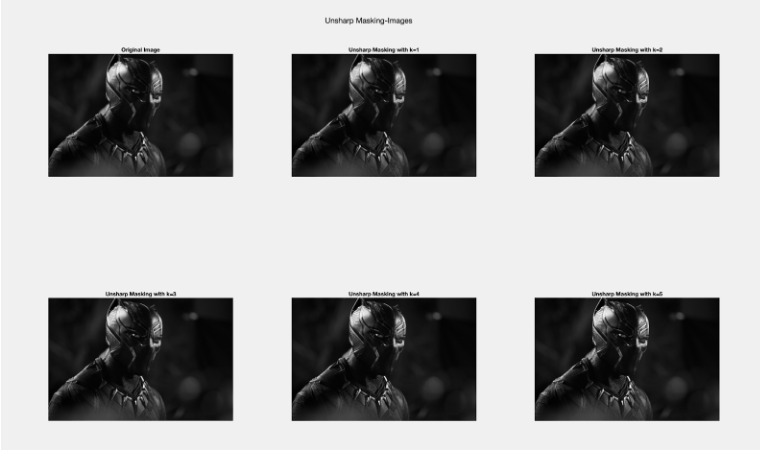 Unsharp Masking-Images
Original Image
Unsharp Masking with k=1
Unsharp Masking with k=2
Unsharp Masking with k=3
Unsharp Masking with k=4
Unsharp Masking with k=5